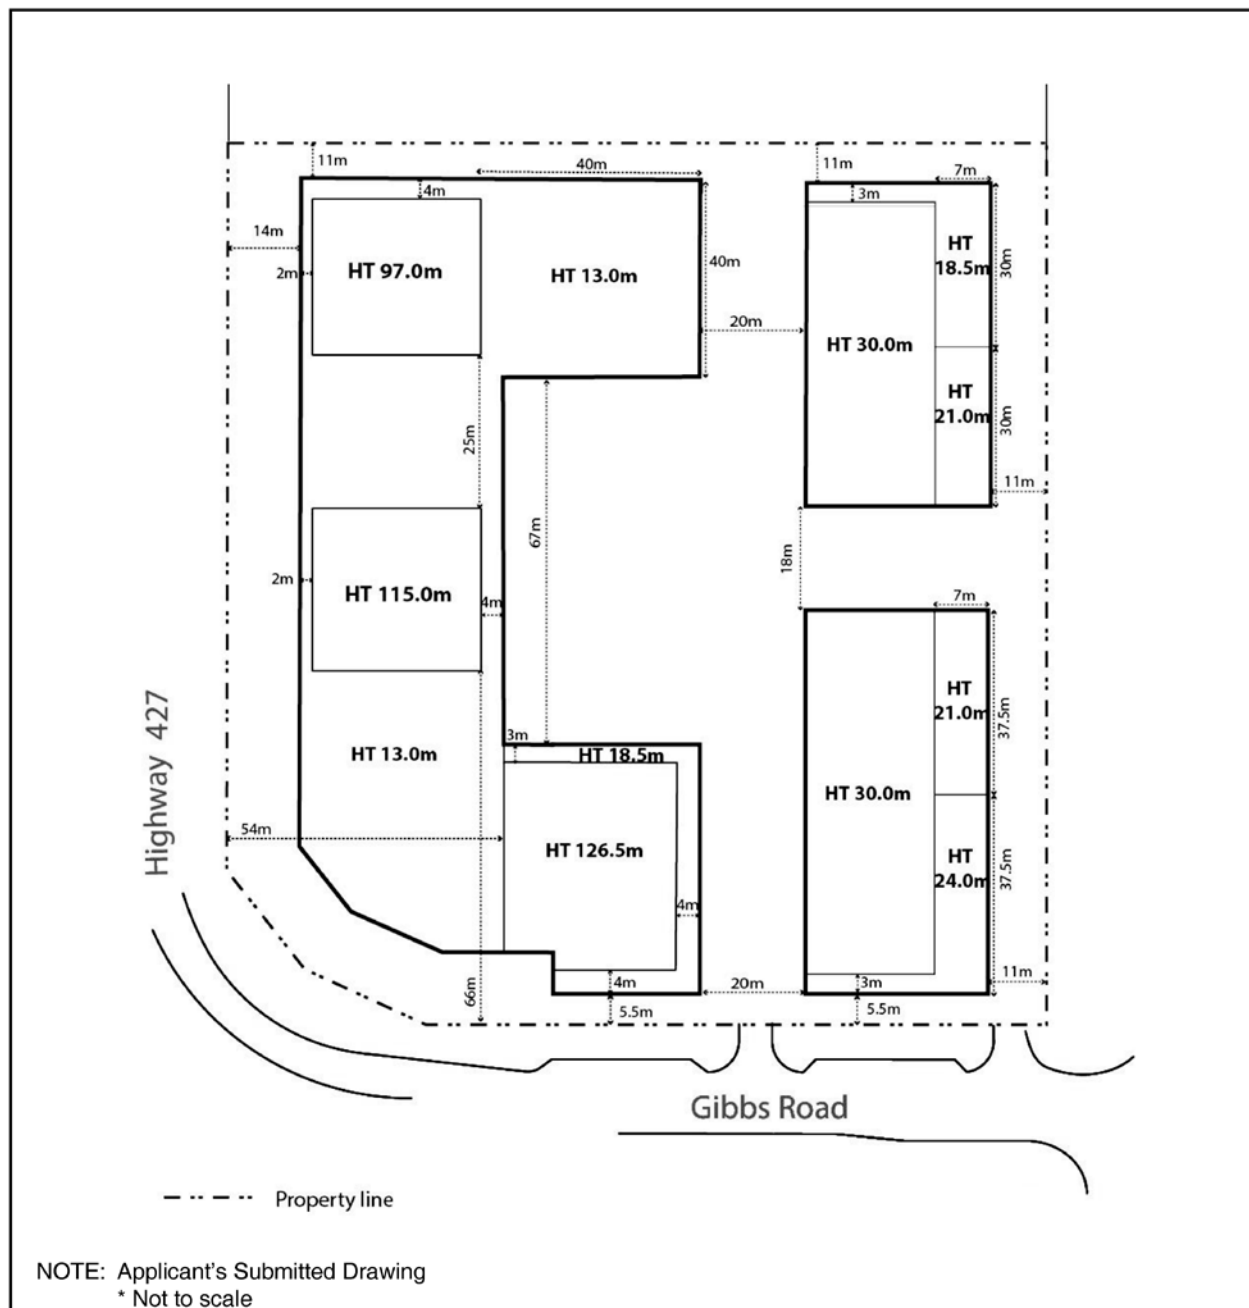 11m
40m
11m
7m
4m
3m
14m
HT
18.5m
30m
2m
HT 97.0m
HT 13.0m
40m
20m
HT 30.0m
HT
21.0m
30m
25m
11m
67m
18m
2m
HT 115.0m
4m
7m
HT
21.0m
37.5m
Highway 427
HT 13.0m
3m
HT 18.5m
HT 30.0m
54m
HT 126.5m
HT
24.0m
37.5m
4m
66m
4m
20m
3m
11m
5.5m
5.5m
Gibbs Road
Property line
NOTE: Applicant's Submitted Drawing
* Not to scale